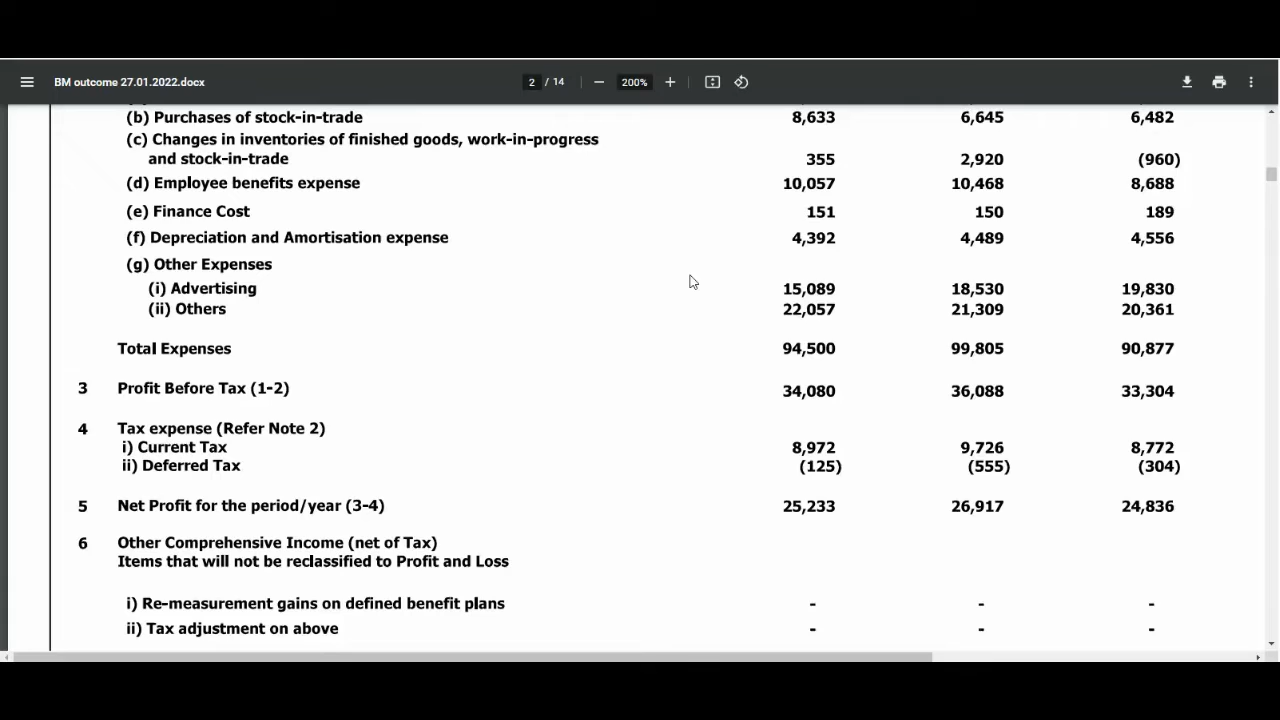 BM outcome 27.01.2022.docx 2 / 14 200%
(b) Purchases of stock-in-trade 8,633 6,645 6,482
(c) Changes in inventories of finished goods, work-in-progress
and stock-in-trade 355 2,920 (960)
(d) Employee benefits expense 10,057 10,468 8,688
(e) Finance Cost 151 150 189
(f) Depreciation and Amortisation expense 4,392 4,489 4,556
(g) Other Expenses
(i) Advertising 15,089 18,530 19,830
(ii) Others 22,057 21,309 20,361
Total Expenses 94,500 99,805 90,877
3 Profit Before Tax (1-2) 34,080 36,088 33,304
4 Tax expense (Refer Note 2)
i) Current Tax 8,972 9,726 8,772
ii) Deferred Tax (125) (555) (304)
5 Net Profit for the period/year (3-4) 25,233 26,917 24,836
6 Other Comprehensive Income (net of Tax)
Items that will not be reclassified to Profit and Loss
i) Re-measurement gains on defined benefit plans - - -
ii) Tax adjustment on above - - -